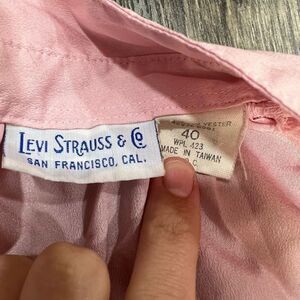 LEVI STRAUSS & CO
SAN FRANCISCO, CAL.
40
WPL 423
MADE IN TAIWAN